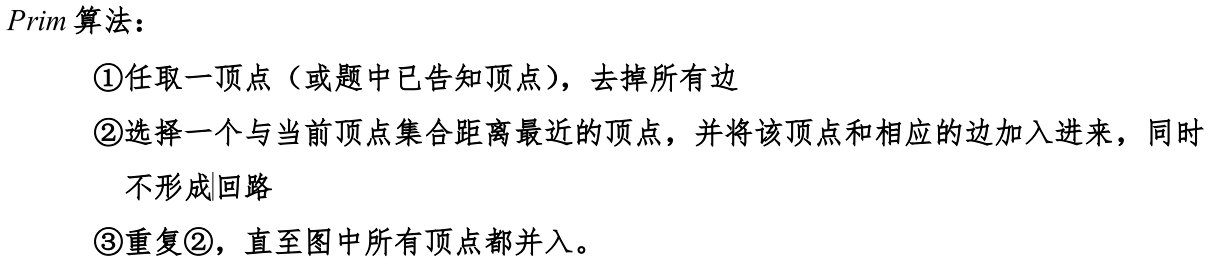 Prim 算法：
①任取一顶点（或题中已告知顶点），去掉所有边
②选择一个与当前顶点集合距离最近的顶点，并将该顶点和相应的边加入进来，同时
不形成回路
③重复②，直至图中所有顶点都并入。